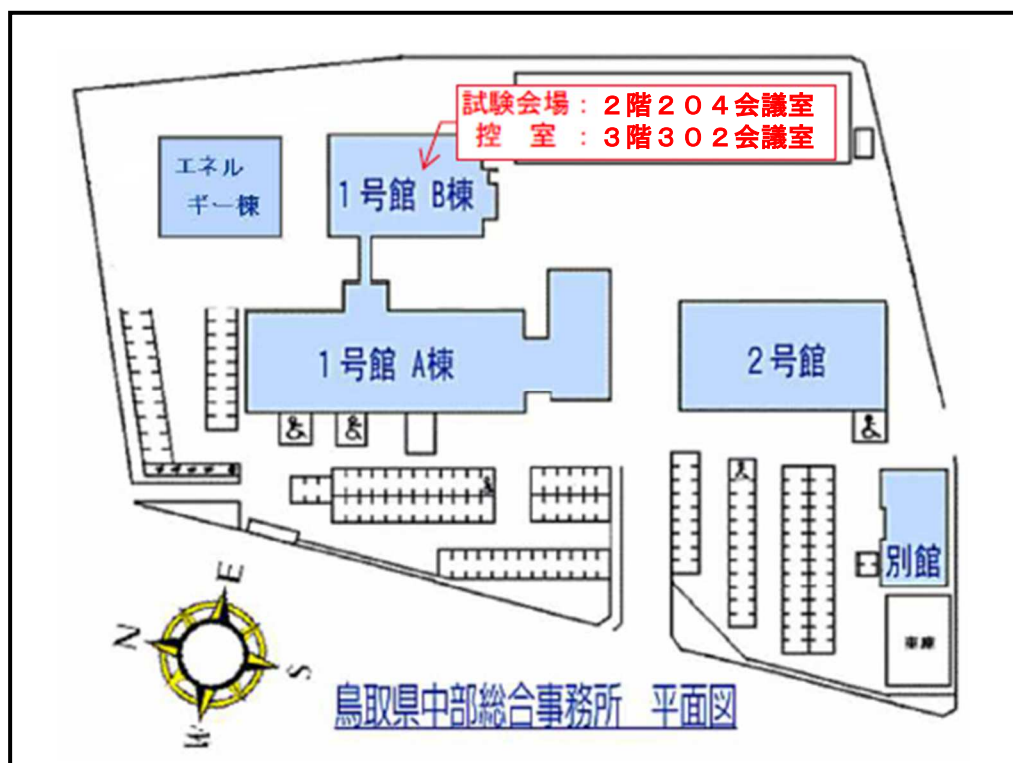 試験会場：２階２０４会議室
控　室　：３階３０２会議室
エネル
ギー棟
１号館 B棟
１号館 A棟
２号館
別館
車庫
E
N
S
W
鳥取県中部総合事務所　平面図